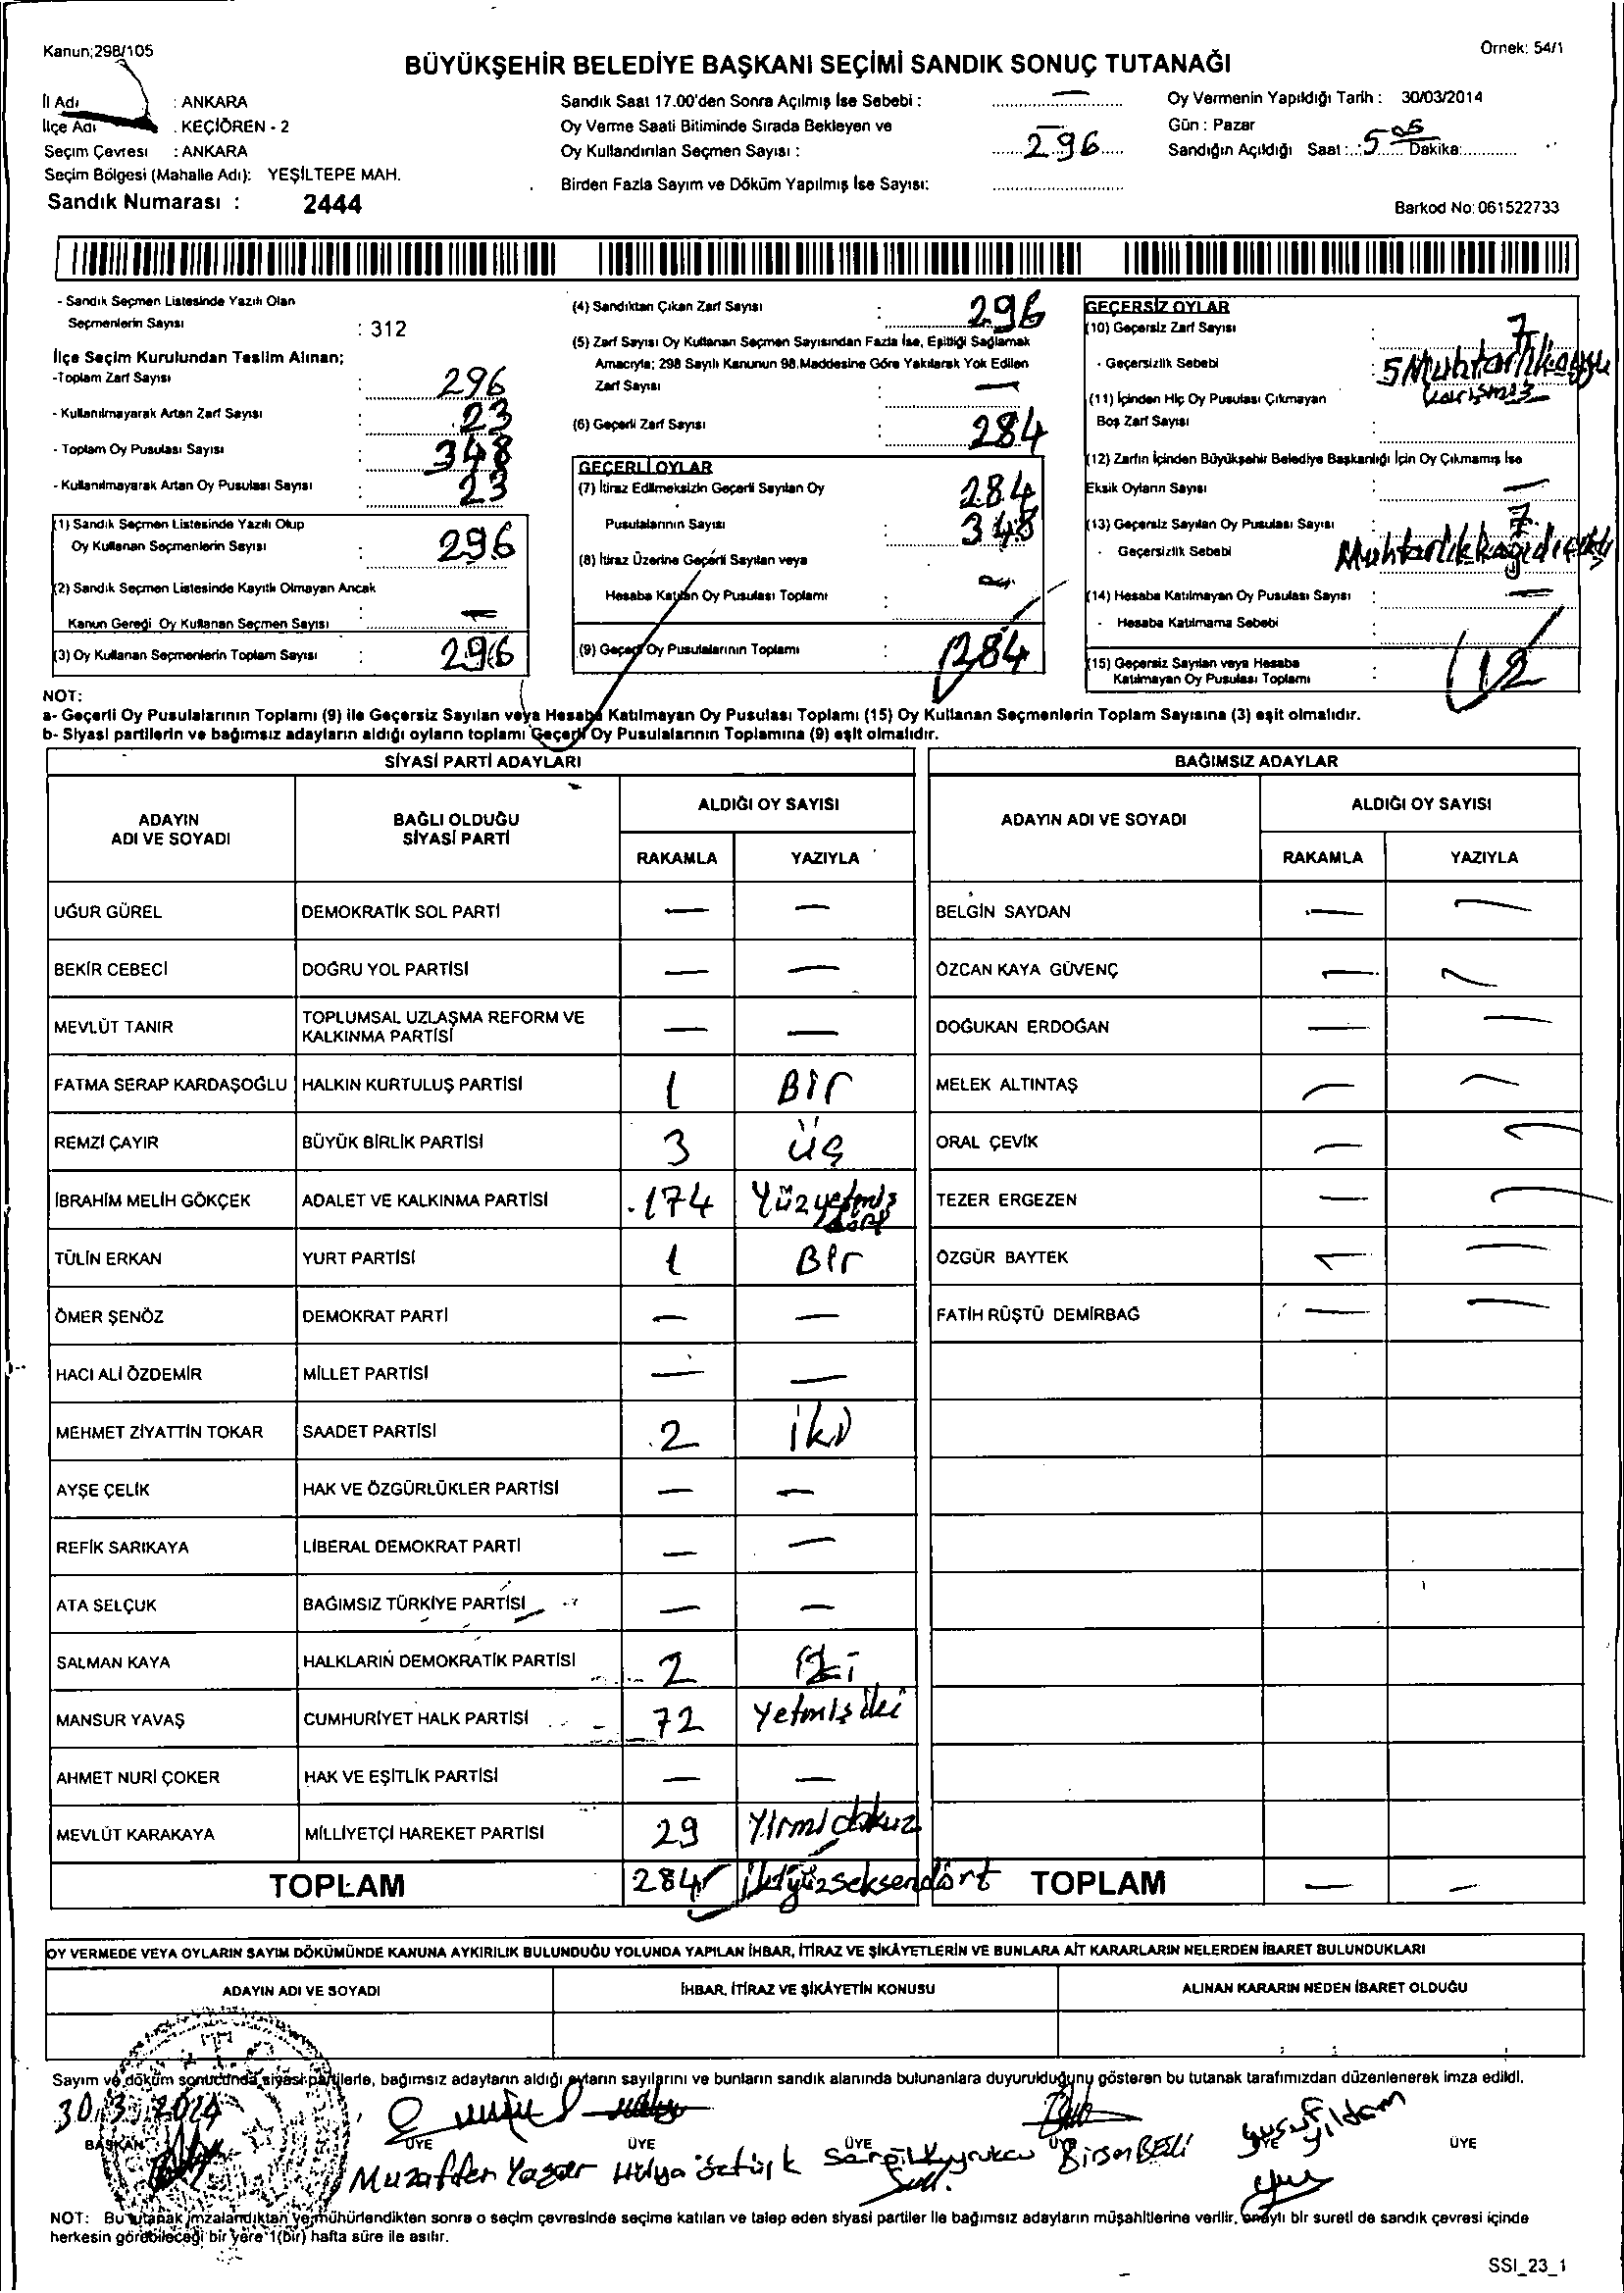 Kanun;298/105
Örnek: 54/1
BÜYÜKŞEHİR BELEDİYE BAŞKANI SEÇİMİ SANDIK SONUÇ TUTANAĞI
İl Adı : ANKARA
İlçe Adı : KEÇİÖREN - 2
Seçim Çevresi : ANKARA
Seçim Bölgesi (Mahalle Adı): YEŞİLTEPE MAH.
Sandık Numarası : 2444
Sandık Saat 17.00'den Sonra Açılmış İse Sebebi : —
Oy Verme Saati Bitiminde Sırada Bekleyen ve
Oy Kullandırılan Seçmen Sayısı : 296
Birden Fazla Sayım ve Döküm Yapılmış İse Sayısı:
Oy Vermenin Yapıldığı Tarih : 30/03/2014
Gün : Pazar
Sandığın Açıldığı Saat: 5 Dakika: 05
Barkod No: 061522733
- Sandık Seçmen Listesinde Yazılı Olan
Seçmenlerin Sayısı : 312
İlçe Seçim Kurulundan Teslim Alınan;
-Toplam Zarf Sayısı : 296
- Kullanılmayarak Artan Zarf Sayısı : 23
- Toplam Oy Pusulası Sayısı : 348
- Kullanılmayarak Artan Oy Pusulası Sayısı : 23
(1) Sandık Seçmen Listesinde Yazılı Olup
Oy Kullanan Seçmenlerin Sayısı : 296
(2) Sandık Seçmen Listesinde Kayıtlı Olmayan Ancak
Kanun Gereği Oy Kullanan Seçmen Sayısı : —
(3) Oy Kullanan Seçmenlerin Toplam Sayısı : 296
(4) Sandıktan Çıkan Zarf Sayısı : 296
(5) Zarf Sayısı Oy Kullanan Seçmen Sayısından Fazla İse, Eşitliği Sağlamak
Amacıyla; 298 Sayılı Kanunun 98.Maddesine Göre Yakılarak Yok Edilen
Zarf Sayısı : —
(6) Geçerli Zarf Sayısı : 284
GEÇERLİ OYLAR
(7) İtiraz Edilmeksizin Geçerli Sayılan Oy 284
Pusulalarının Sayısı : 348
(8) İtiraz Üzerine Geçerli Sayılan veya
Hesaba Katılan Oy Pusulası Toplamı :
(9) Geçerli Oy Pusulalarının Toplamı : 284
GEÇERSİZ OYLAR
(10) Geçersiz Zarf Sayısı : 7
- Geçersizlik Sebebi : 5 Muhtarlık oyu
karışmış
(11) İçinden Hiç Oy Pusulası Çıkmayan
Boş Zarf Sayısı :
(12) Zarfın İçinden Büyükşehir Belediye Başkanlığı İçin Oy Çıkmamış İse
Eksik Oyların Sayısı : —
(13) Geçersiz Sayılan Oy Pusulası Sayısı : 7
- Geçersizlik Sebebi Muhtarlık kağıdı çıktı
(14) Hesaba Katılmayan Oy Pusulası Sayısı : —
- Hesaba Katılmama Sebebi :
(15) Geçersiz Sayılan veya Hesaba
Katılmayan Oy Pusulası Toplamı : 12
NOT:
a- Geçerli Oy Pusulalarının Toplamı (9) ile Geçersiz Sayılan veya Hesaba Katılmayan Oy Pusulası Toplamı (15) Oy Kullanan Seçmenlerin Toplam Sayısına (3) eşit olmalıdır.
b- Siyasi partilerin ve bağımsız adayların aldığı oyların toplamı Geçerli Oy Pusulalarının Toplamına (9) eşit olmalıdır.
SİYASİ PARTİ ADAYLARI
BAĞIMSIZ ADAYLAR
ADAYIN ADI VE SOYADI
BAĞLI OLDUĞU SİYASİ PARTİ
ALDIĞI OY SAYISI
RAKAMLA YAZIYLA
ADAYIN ADI VE SOYADI
ALDIĞI OY SAYISI
RAKAMLA YAZIYLA
UĞUR GÜREL DEMOKRATİK SOL PARTİ — — BELGİN SAYDAN — —
BEKİR CEBECİ DOĞRU YOL PARTİSİ — — ÖZCAN KAYA GÜVENÇ — —
MEVLÜT TANIR TOPLUMSAL UZLAŞMA REFORM VE KALKINMA PARTİSİ — — DOĞUKAN ERDOĞAN — —
FATMA SERAP KARDAŞOĞLU HALKIN KURTULUŞ PARTİSİ 1 Bir MELEK ALTINTAŞ — —
REMZİ ÇAYIR BÜYÜK BİRLİK PARTİSİ 3 üç ORAL ÇEVİK — —
İBRAHİM MELİH GÖKÇEK ADALET VE KALKINMA PARTİSİ 174 Yüzyetmiş dört TEZER ERGEZEN — —
TÜLİN ERKAN YURT PARTİSİ 1 Bir ÖZGÜR BAYTEK — —
ÖMER ŞENÖZ DEMOKRAT PARTİ — — FATİH RÜŞTÜ DEMİRBAĞ — —
HACI ALİ ÖZDEMİR MİLLET PARTİSİ — —
MEHMET ZİYATTİN TOKAR SAADET PARTİSİ 2 iki
AYŞE ÇELİK HAK VE ÖZGÜRLÜKLER PARTİSİ — —
REFİK SARIKAYA LİBERAL DEMOKRAT PARTİ — —
ATA SELÇUK BAĞIMSIZ TÜRKİYE PARTİSİ — —
SALMAN KAYA HALKLARIN DEMOKRATİK PARTİSİ 2 İki
MANSUR YAVAŞ CUMHURİYET HALK PARTİSİ 72 Yetmiş iki
AHMET NURİ ÇOKER HAK VE EŞİTLİK PARTİSİ — —
MEVLÜT KARAKAYA MİLLİYETÇİ HAREKET PARTİSİ 29 Yirmi dokuz
TOPLAM 284 ikiyüzseksendört TOPLAM — —
OY VERMEDE VEYA OYLARIN SAYIM DÖKÜMÜNDE KANUNA AYKIRILIK BULUNDUĞU YOLUNDA YAPILAN İHBAR, İTİRAZ VE ŞİKÂYETLERİN VE BUNLARA AİT KARARLARIN NELERDEN İBARET BULUNDUKLARI
ADAYIN ADI VE SOYADI İHBAR, İTİRAZ VE ŞİKÂYETİN KONUSU ALINAN KARARIN NEDEN İBARET OLDUĞU
Sayım ve döküm sonucunda siyasi partilerle, bağımsız adayların aldığı oyların sayılarını ve bunların sandık alanında bulunanlara duyurulduğunu gösteren bu tutanak tarafımızdan düzenlenerek imza edildi.
30.3.2014
BAŞKAN ÜYE ÜYE ÜYE ÜYE ÜYE ÜYE
Muzaffer Yaşar Hülya öztürk Serpil Kuyrukcu Birsen BESLİ Yusuf Yıldam
NOT: Bu tutanak imzalandıktan ve mühürlendikten sonra o seçim çevresinde seçime katılan ve talep eden siyasi partiler ile bağımsız adayların müşahitlerine verilir, onaylı bir sureti de sandık çevresi içinde
herkesin görebileceği bir yere 1(bir) hafta süre ile asılır.
SSI_23_1